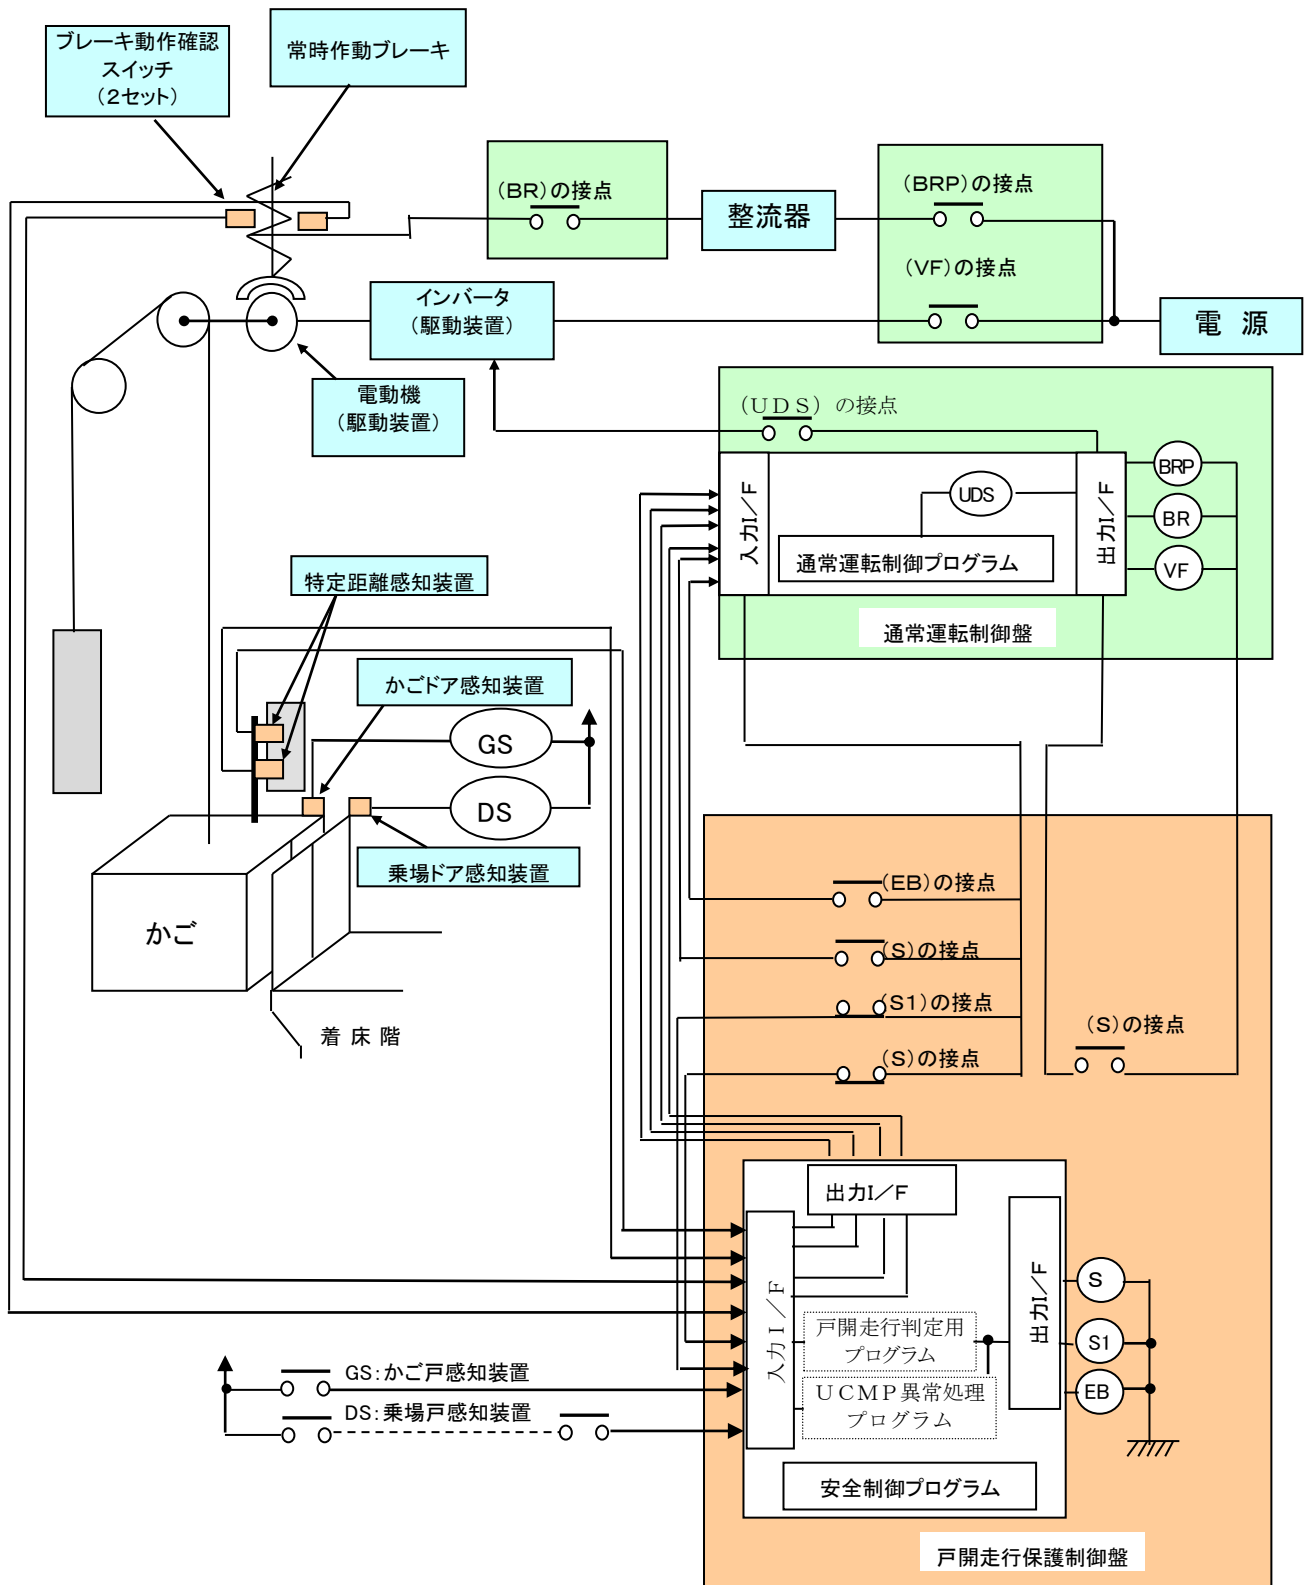 ブレーキ動作確認
スイッチ
(2セット)
常時作動ブレーキ
(BR)の接点
整流器
(BRP)の接点
(VF)の接点
電 源
インバータ
(駆動装置)
電動機
(駆動装置)
(UDS) の接点
入力I/F
UDS
通常運転制御プログラム
出力I/F
BRP
BR
VF
通常運転制御盤
特定距離感知装置
かごドア感知装置
GS
DS
乗場ドア感知装置
かご
着 床 階
(EB)の接点
(S)の接点
(S1)の接点
(S)の接点
(S)の接点
出力I/F
入力I/F
戸開走行判定用
プログラム
UCMP異常処理
プログラム
出力I/F
S
S1
EB
GS:かご戸感知装置
DS:乗場戸感知装置
安全制御プログラム
戸開走行保護制御盤